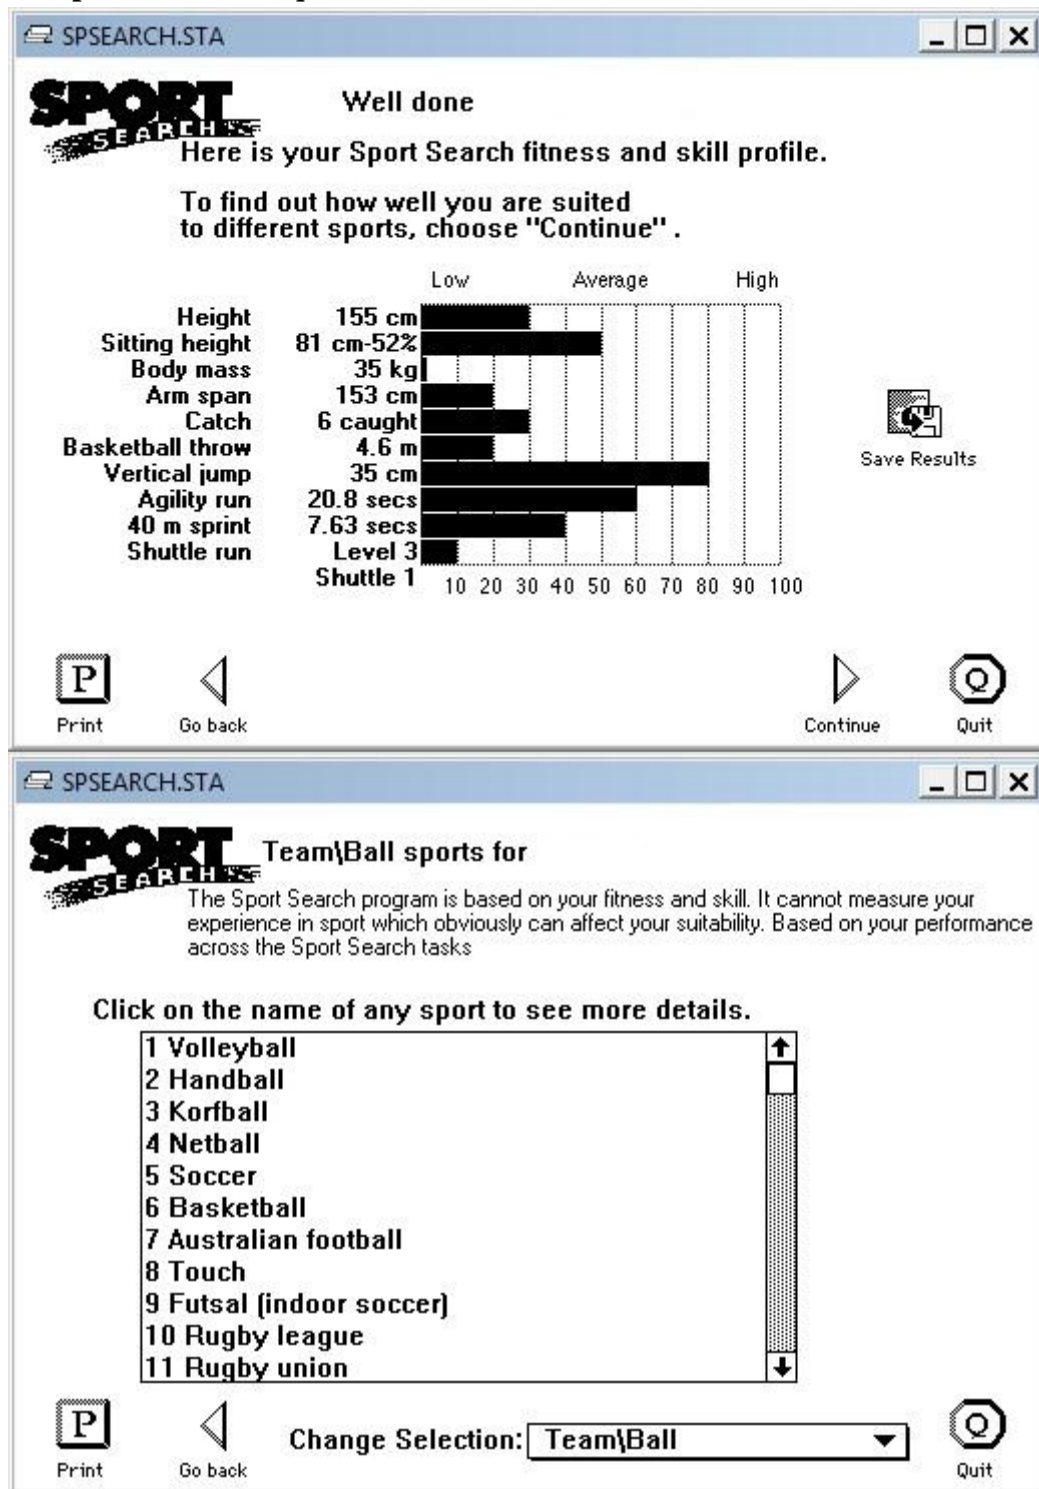 SPSEARCH.STA
SPORT
SEARCH
Well done
Here is your Sport Search fitness and skill profile.
To find out how well you are suited
to different sports, choose "Continue" .
Low Average High
Height 155 cm
Sitting height 81 cm-52%
Body mass 35 kg
Arm span 153 cm
Catch 6 caught
Basketball throw 4.6 m
Vertical jump 35 cm
Agility run 20.8 secs
40 m sprint 7.63 secs
Shuttle run Level 3
Shuttle 1
10 20 30 40 50 60 70 80 90 100
Save Results
P
Print
Go back
Continue
Q
Quit
SPSEARCH.STA
SPORT
SEARCH
Team\Ball sports for
The Sport Search program is based on your fitness and skill. It cannot measure your
experience in sport which obviously can affect your suitability. Based on your performance
across the Sport Search tasks
Click on the name of any sport to see more details.
1 Volleyball
2 Handball
3 Korfball
4 Netball
5 Soccer
6 Basketball
7 Australian football
8 Touch
9 Futsal (indoor soccer)
10 Rugby league
11 Rugby union
P
Print
Go back
Change Selection: Team\Ball
Q
Quit